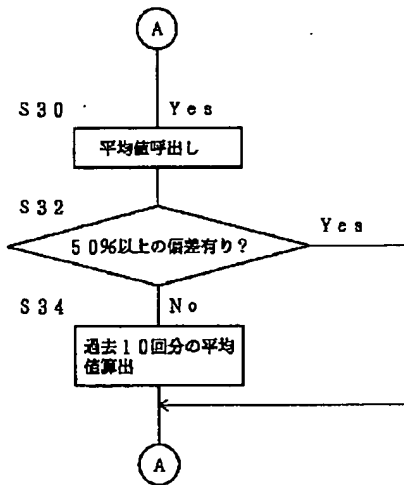 A
S30 Yes
平均値呼出し
S32
Yes
50%以上の偏差有り?
S34 No
過去10回分の平均
値算出
A